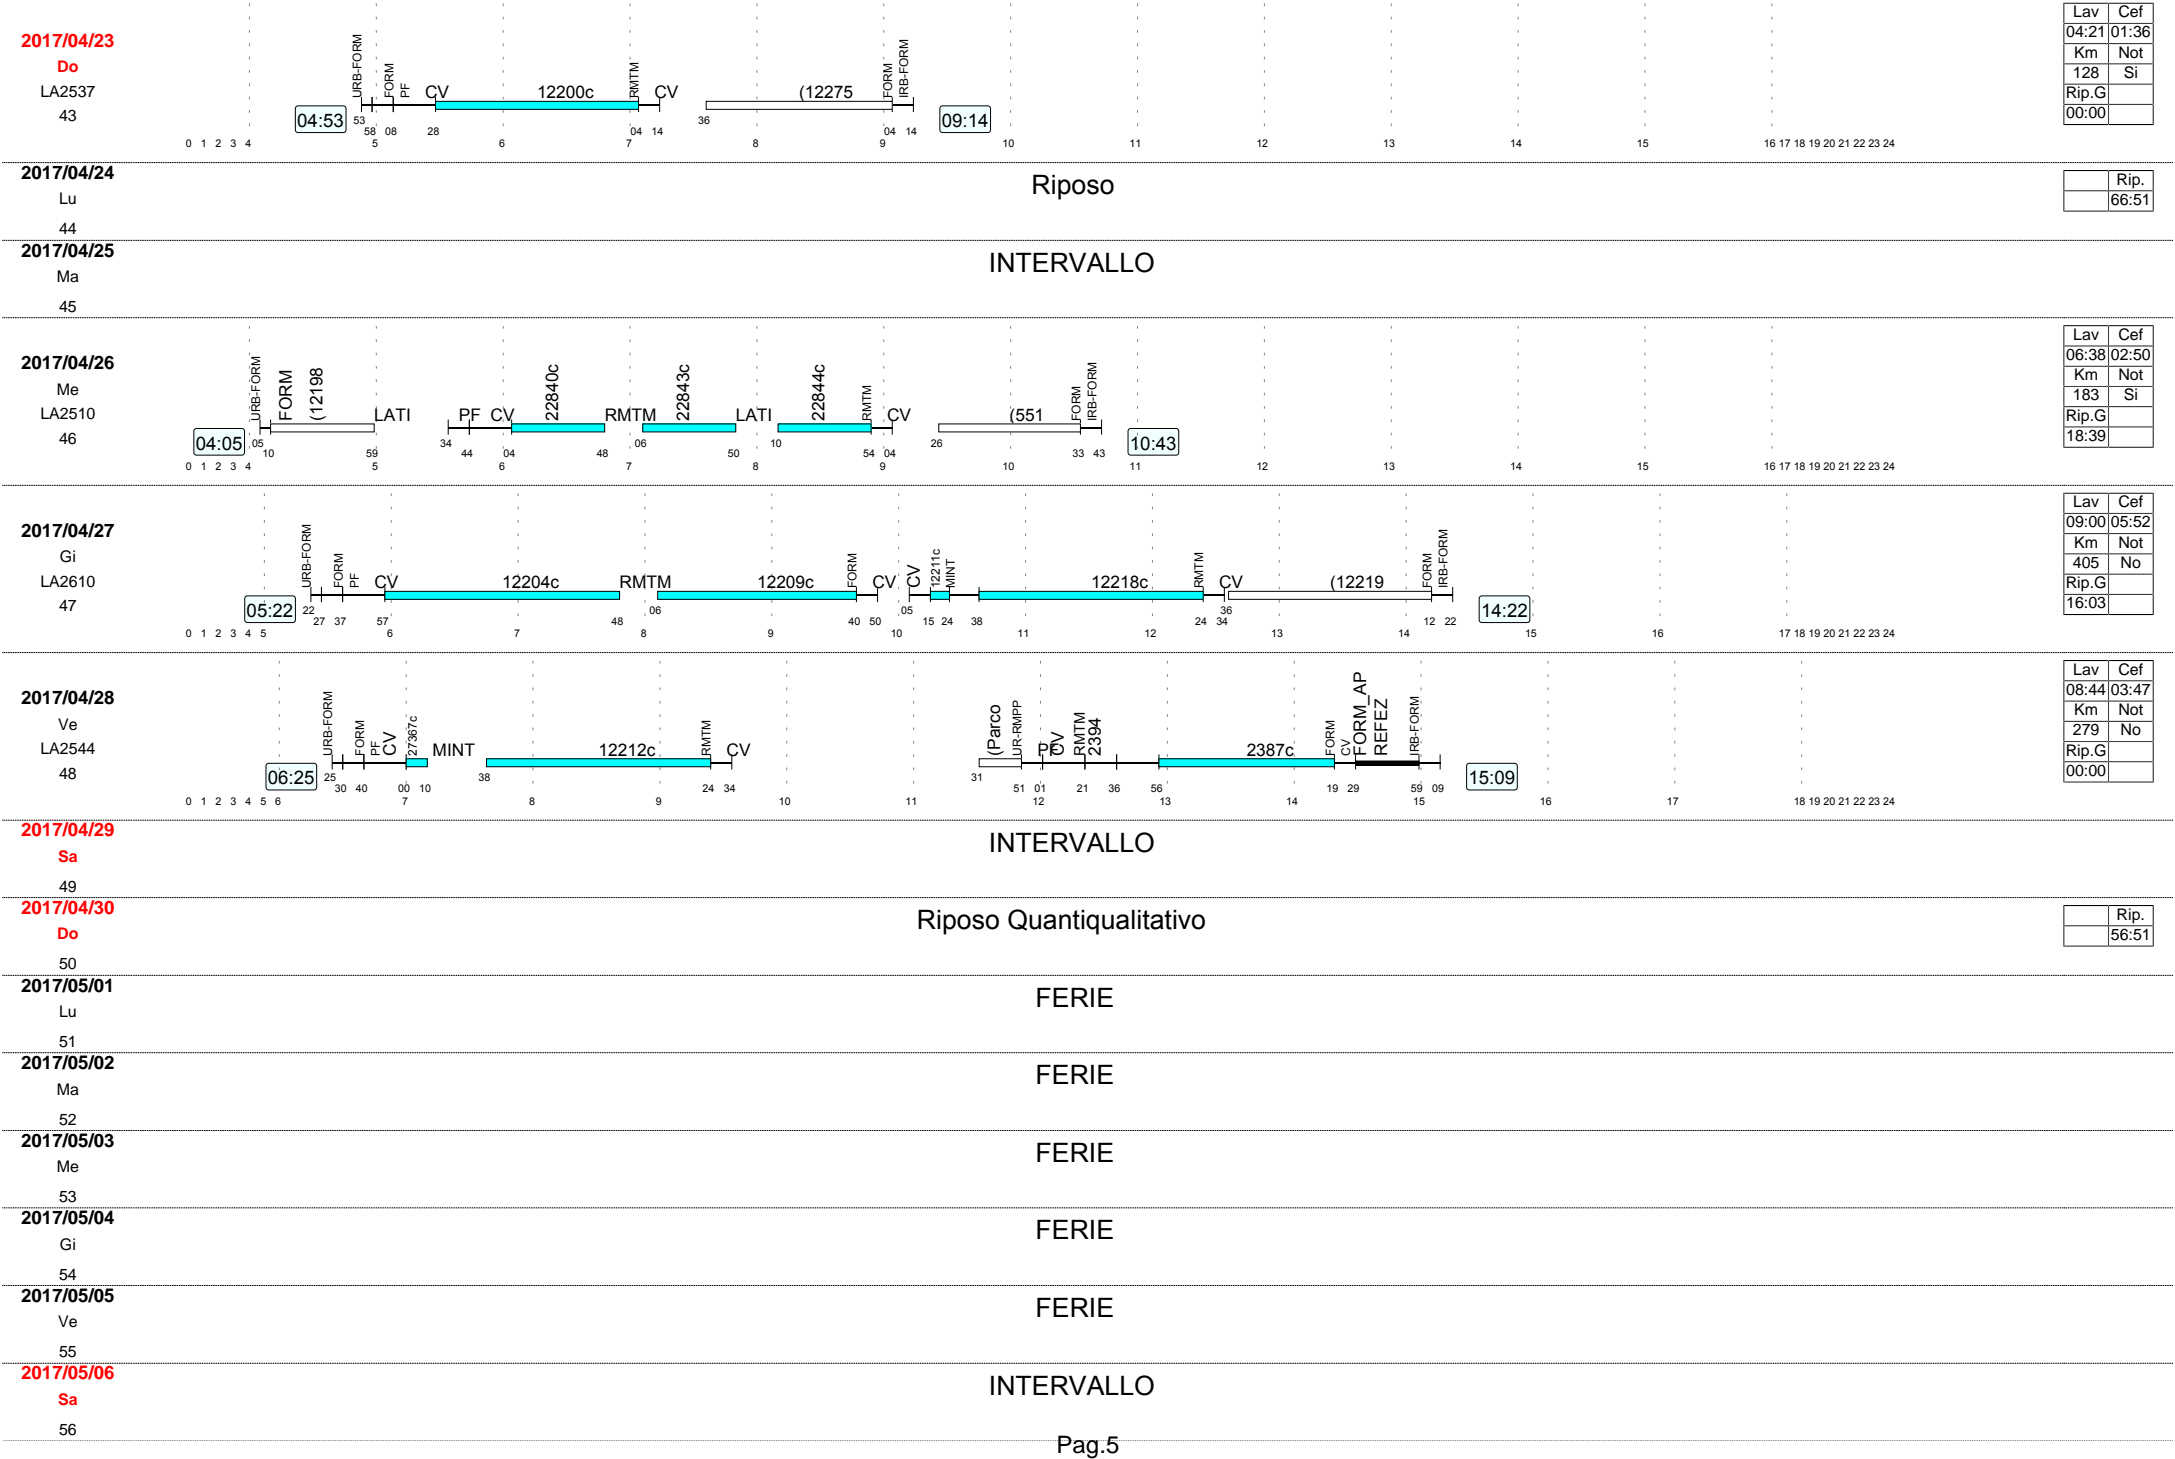 2017/04/23
Do
LA2537
43
04:53
URB-FORM
FORM
PF
CV
12200c
RMTM
CV
(12275
FORM
IRB-FORM
09:14
53 58 08 28 04 14 36 04 14
0 1 2 3 4 5 6 7 8 9 10 11 12 13 14 15 16 17 18 19 20 21 22 23 24
Lav Cef
04:21 01:36
Km Not
128 Si
Rip.G
00:00
2017/04/24
Lu
44
Riposo
Rip.
66:51
2017/04/25
Ma
45
INTERVALLO
2017/04/26
Me
LA2510
46
04:05
URB-FORM
FORM
(12198
LATI
PF CV
22840c
RMTM
22843c
LATI
22844c
RMTM
CV
(551
FORM
IRB-FORM
10:43
05 10 59 34 44 04 48 06 50 10 54 04 26 33 43
0 1 2 3 4 5 6 7 8 9 10 11 12 13 14 15 16 17 18 19 20 21 22 23 24
Lav Cef
06:38 02:50
Km Not
183 Si
Rip.G
18:39
2017/04/27
Gi
LA2610
47
05:22
URB-FORM
FORM
PF
CV
12204c
RMTM
12209c
FORM
CV
CV
12211c
MINT
12218c
RMTM
CV
(12219
FORM
IRB-FORM
14:22
22 27 37 57 48 06 40 50 05 15 24 38 24 34 36 12 22
0 1 2 3 4 5 6 7 8 9 10 11 12 13 14 15 16 17 18 19 20 21 22 23 24
Lav Cef
09:00 05:52
Km Not
405 No
Rip.G
16:03
2017/04/28
Ve
LA2544
48
06:25
URB-FORM
FORM
PF
CV
27367c
MINT
12212c
RMTM
CV
(Parco
UR-RMPP
PF
CV
RMTM
2394
2387c
FORM
CV
FORM_AP
REFEZ
IRB-FORM
15:09
25 30 40 00 10 38 24 34 31 51 01 21 36 56 19 29 59 09
0 1 2 3 4 5 6 7 8 9 10 11 12 13 14 15 16 17 18 19 20 21 22 23 24
Lav Cef
08:44 03:47
Km Not
279 No
Rip.G
00:00
2017/04/29
Sa
49
INTERVALLO
2017/04/30
Do
50
Riposo Quantiqualitativo
Rip.
56:51
2017/05/01
Lu
51
FERIE
2017/05/02
Ma
52
FERIE
2017/05/03
Me
53
FERIE
2017/05/04
Gi
54
FERIE
2017/05/05
Ve
55
FERIE
2017/05/06
Sa
56
INTERVALLO
Pag.5